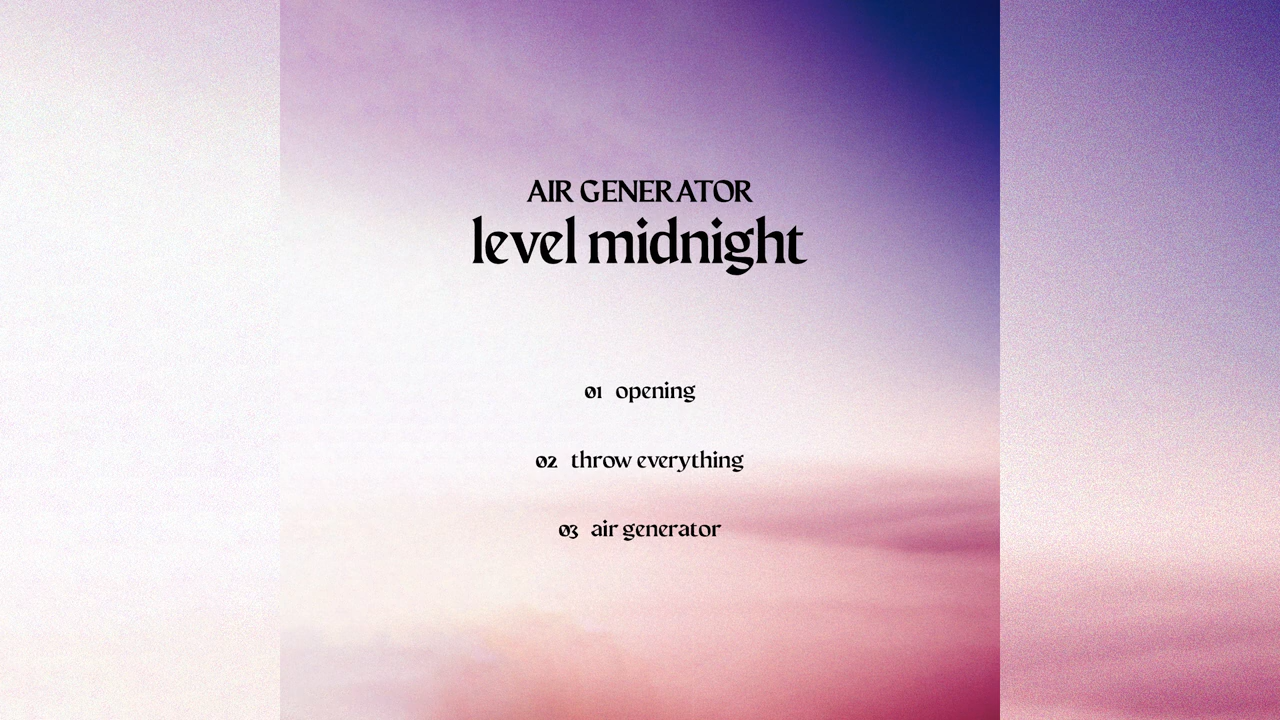 AIR GENERATOR
level midnight
01 opening
02 throw everything
03 air generator